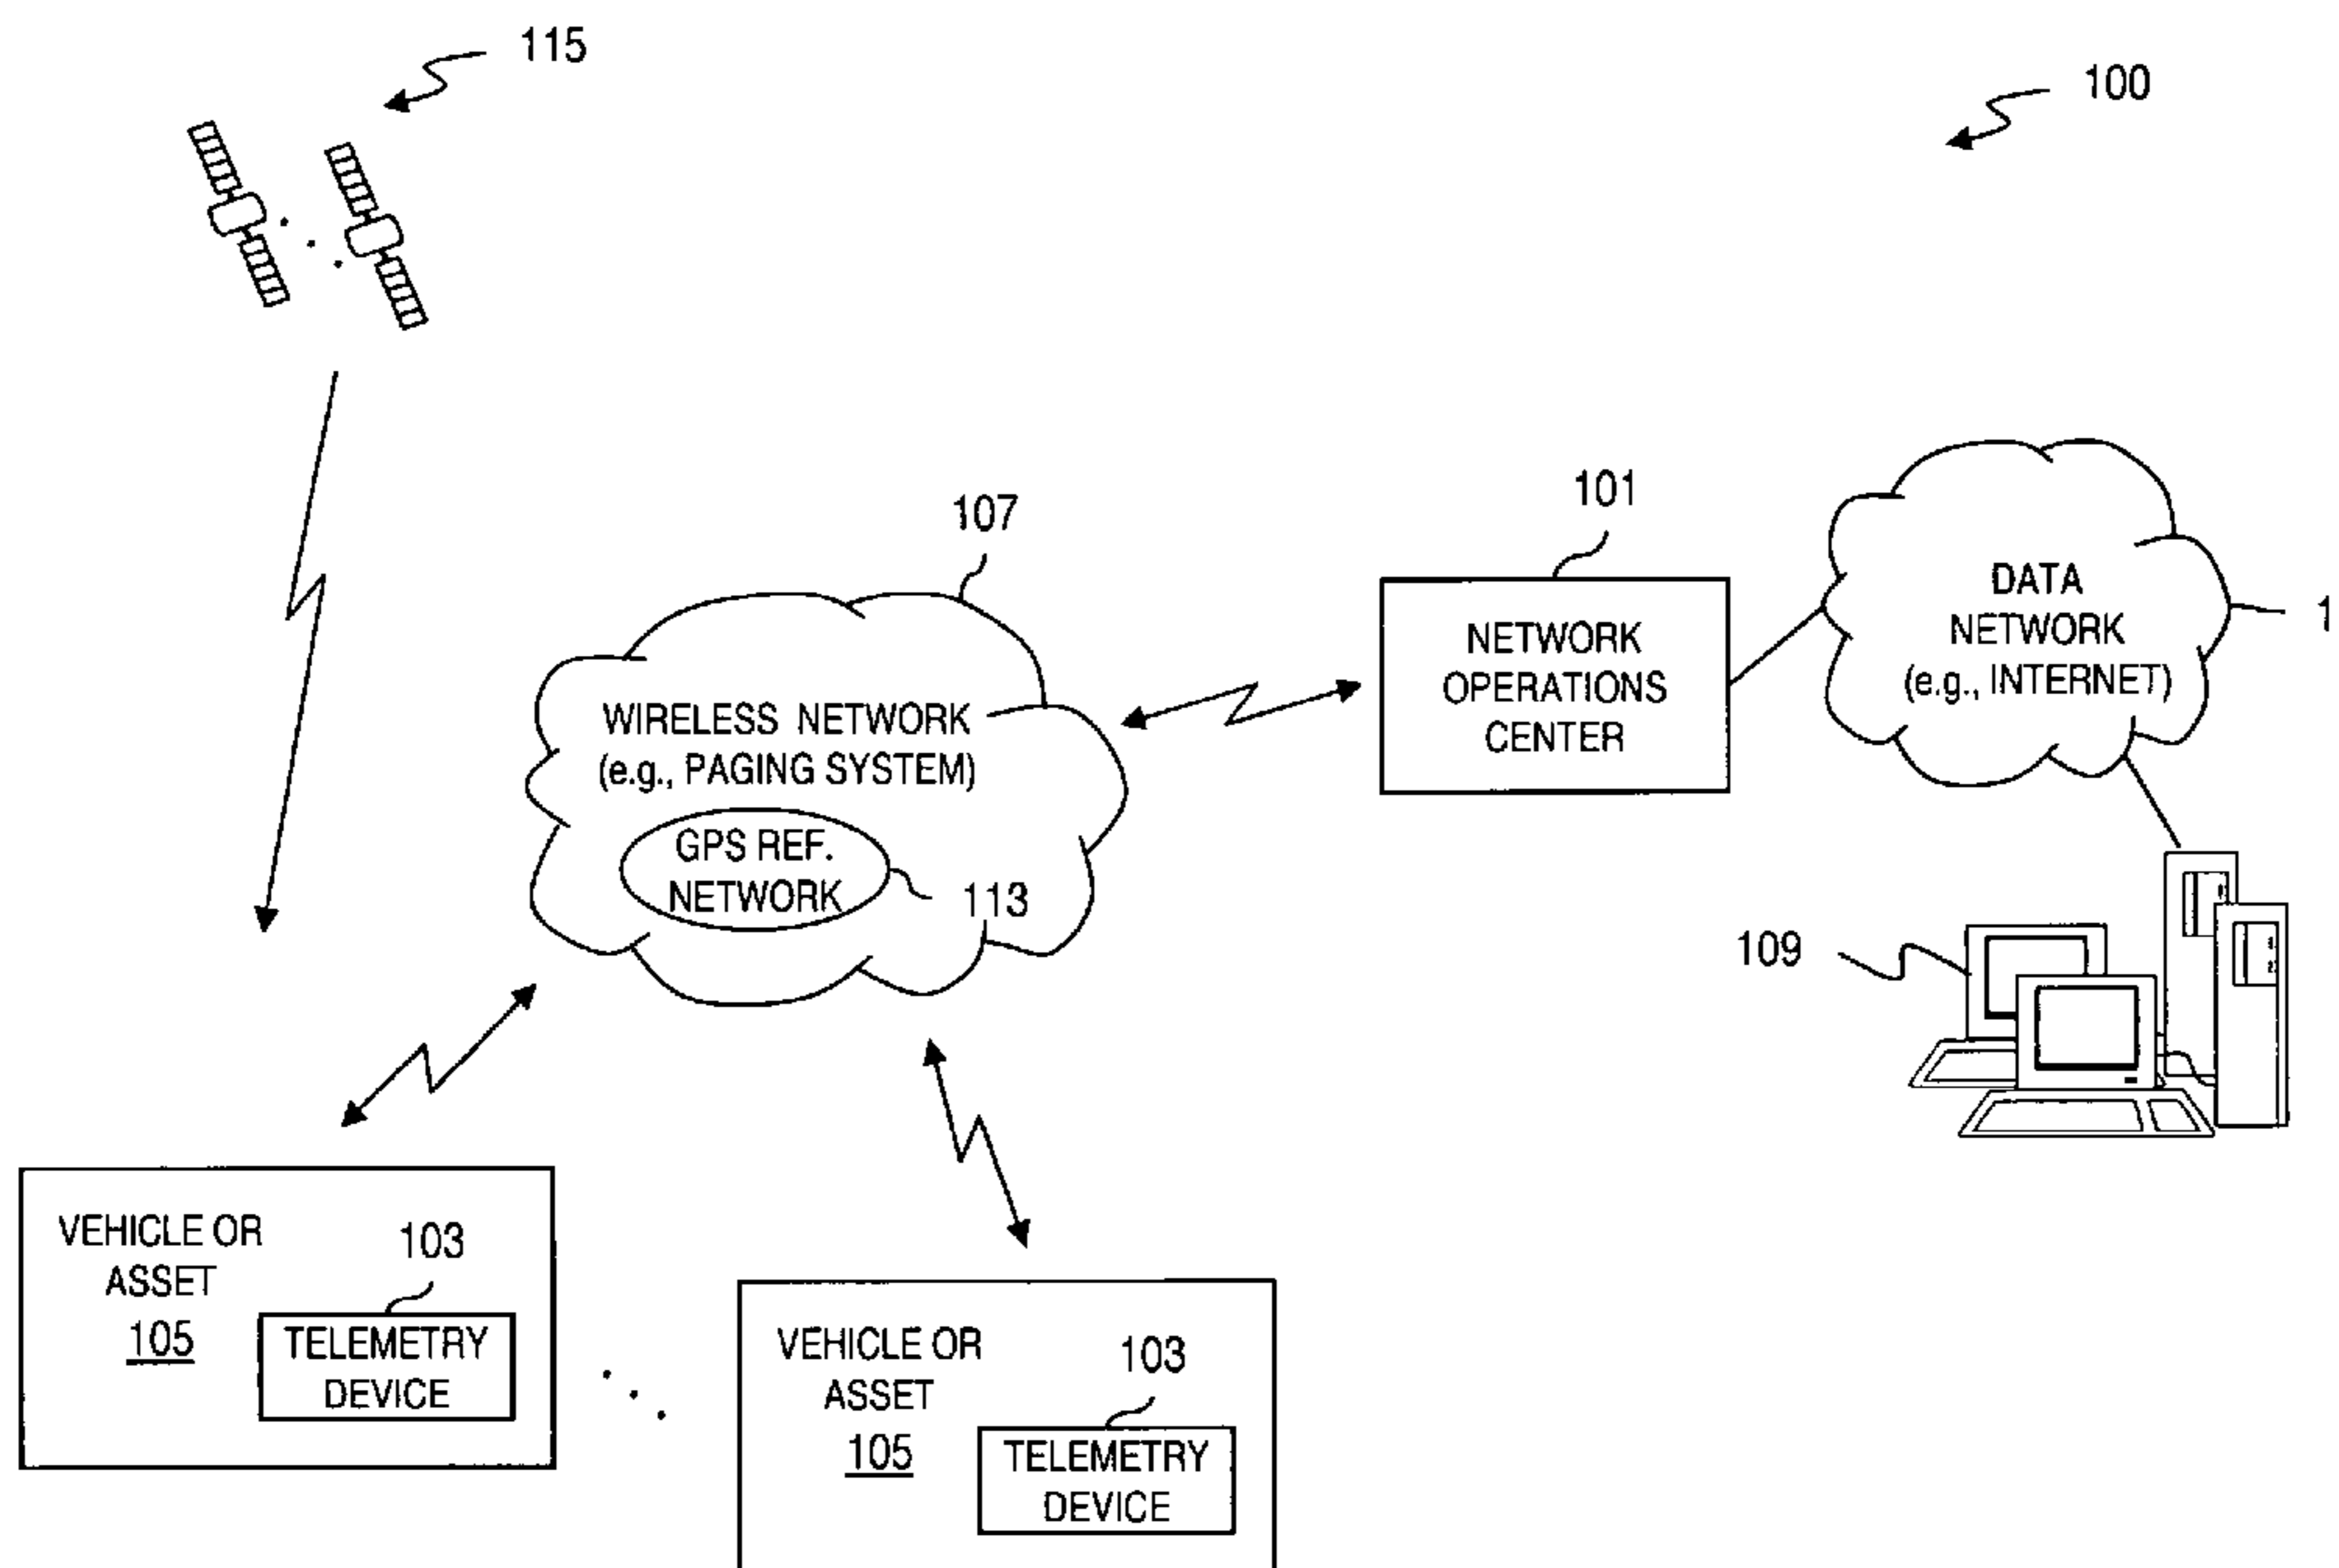 115
100
107
101
DATA
NETWORK
(e.g., INTERNET)
1
NETWORK
OPERATIONS
CENTER
WIRELESS NETWORK
(e.g., PAGING SYSTEM)
GPS REF.
NETWORK
113
109
VEHICLE OR
ASSET
105
103
TELEMETRY
DEVICE
VEHICLE OR
ASSET
105
103
TELEMETRY
DEVICE